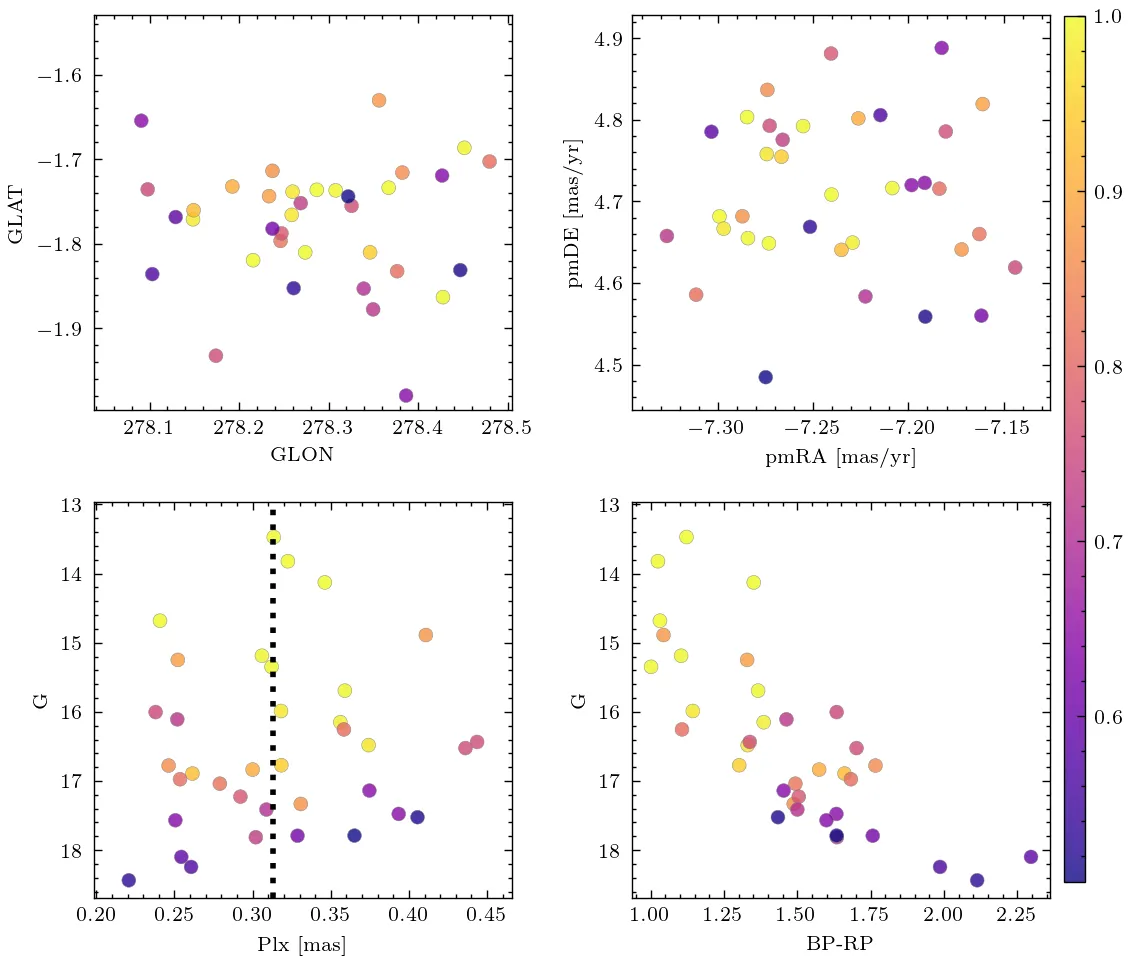 −1.6
−1.7
−1.8
−1.9
GLAT
278.1 278.2 278.3 278.4 278.5
GLON
4.9
4.8
4.7
4.6
4.5
pmDE [mas/yr]
−7.30 −7.25 −7.20 −7.15
pmRA [mas/yr]
1.0
0.9
0.8
0.7
0.6
13
14
15
16
17
18
G
0.20 0.25 0.30 0.35 0.40 0.45
Plx [mas]
13
14
15
16
17
18
G
1.00 1.25 1.50 1.75 2.00 2.25
BP-RP